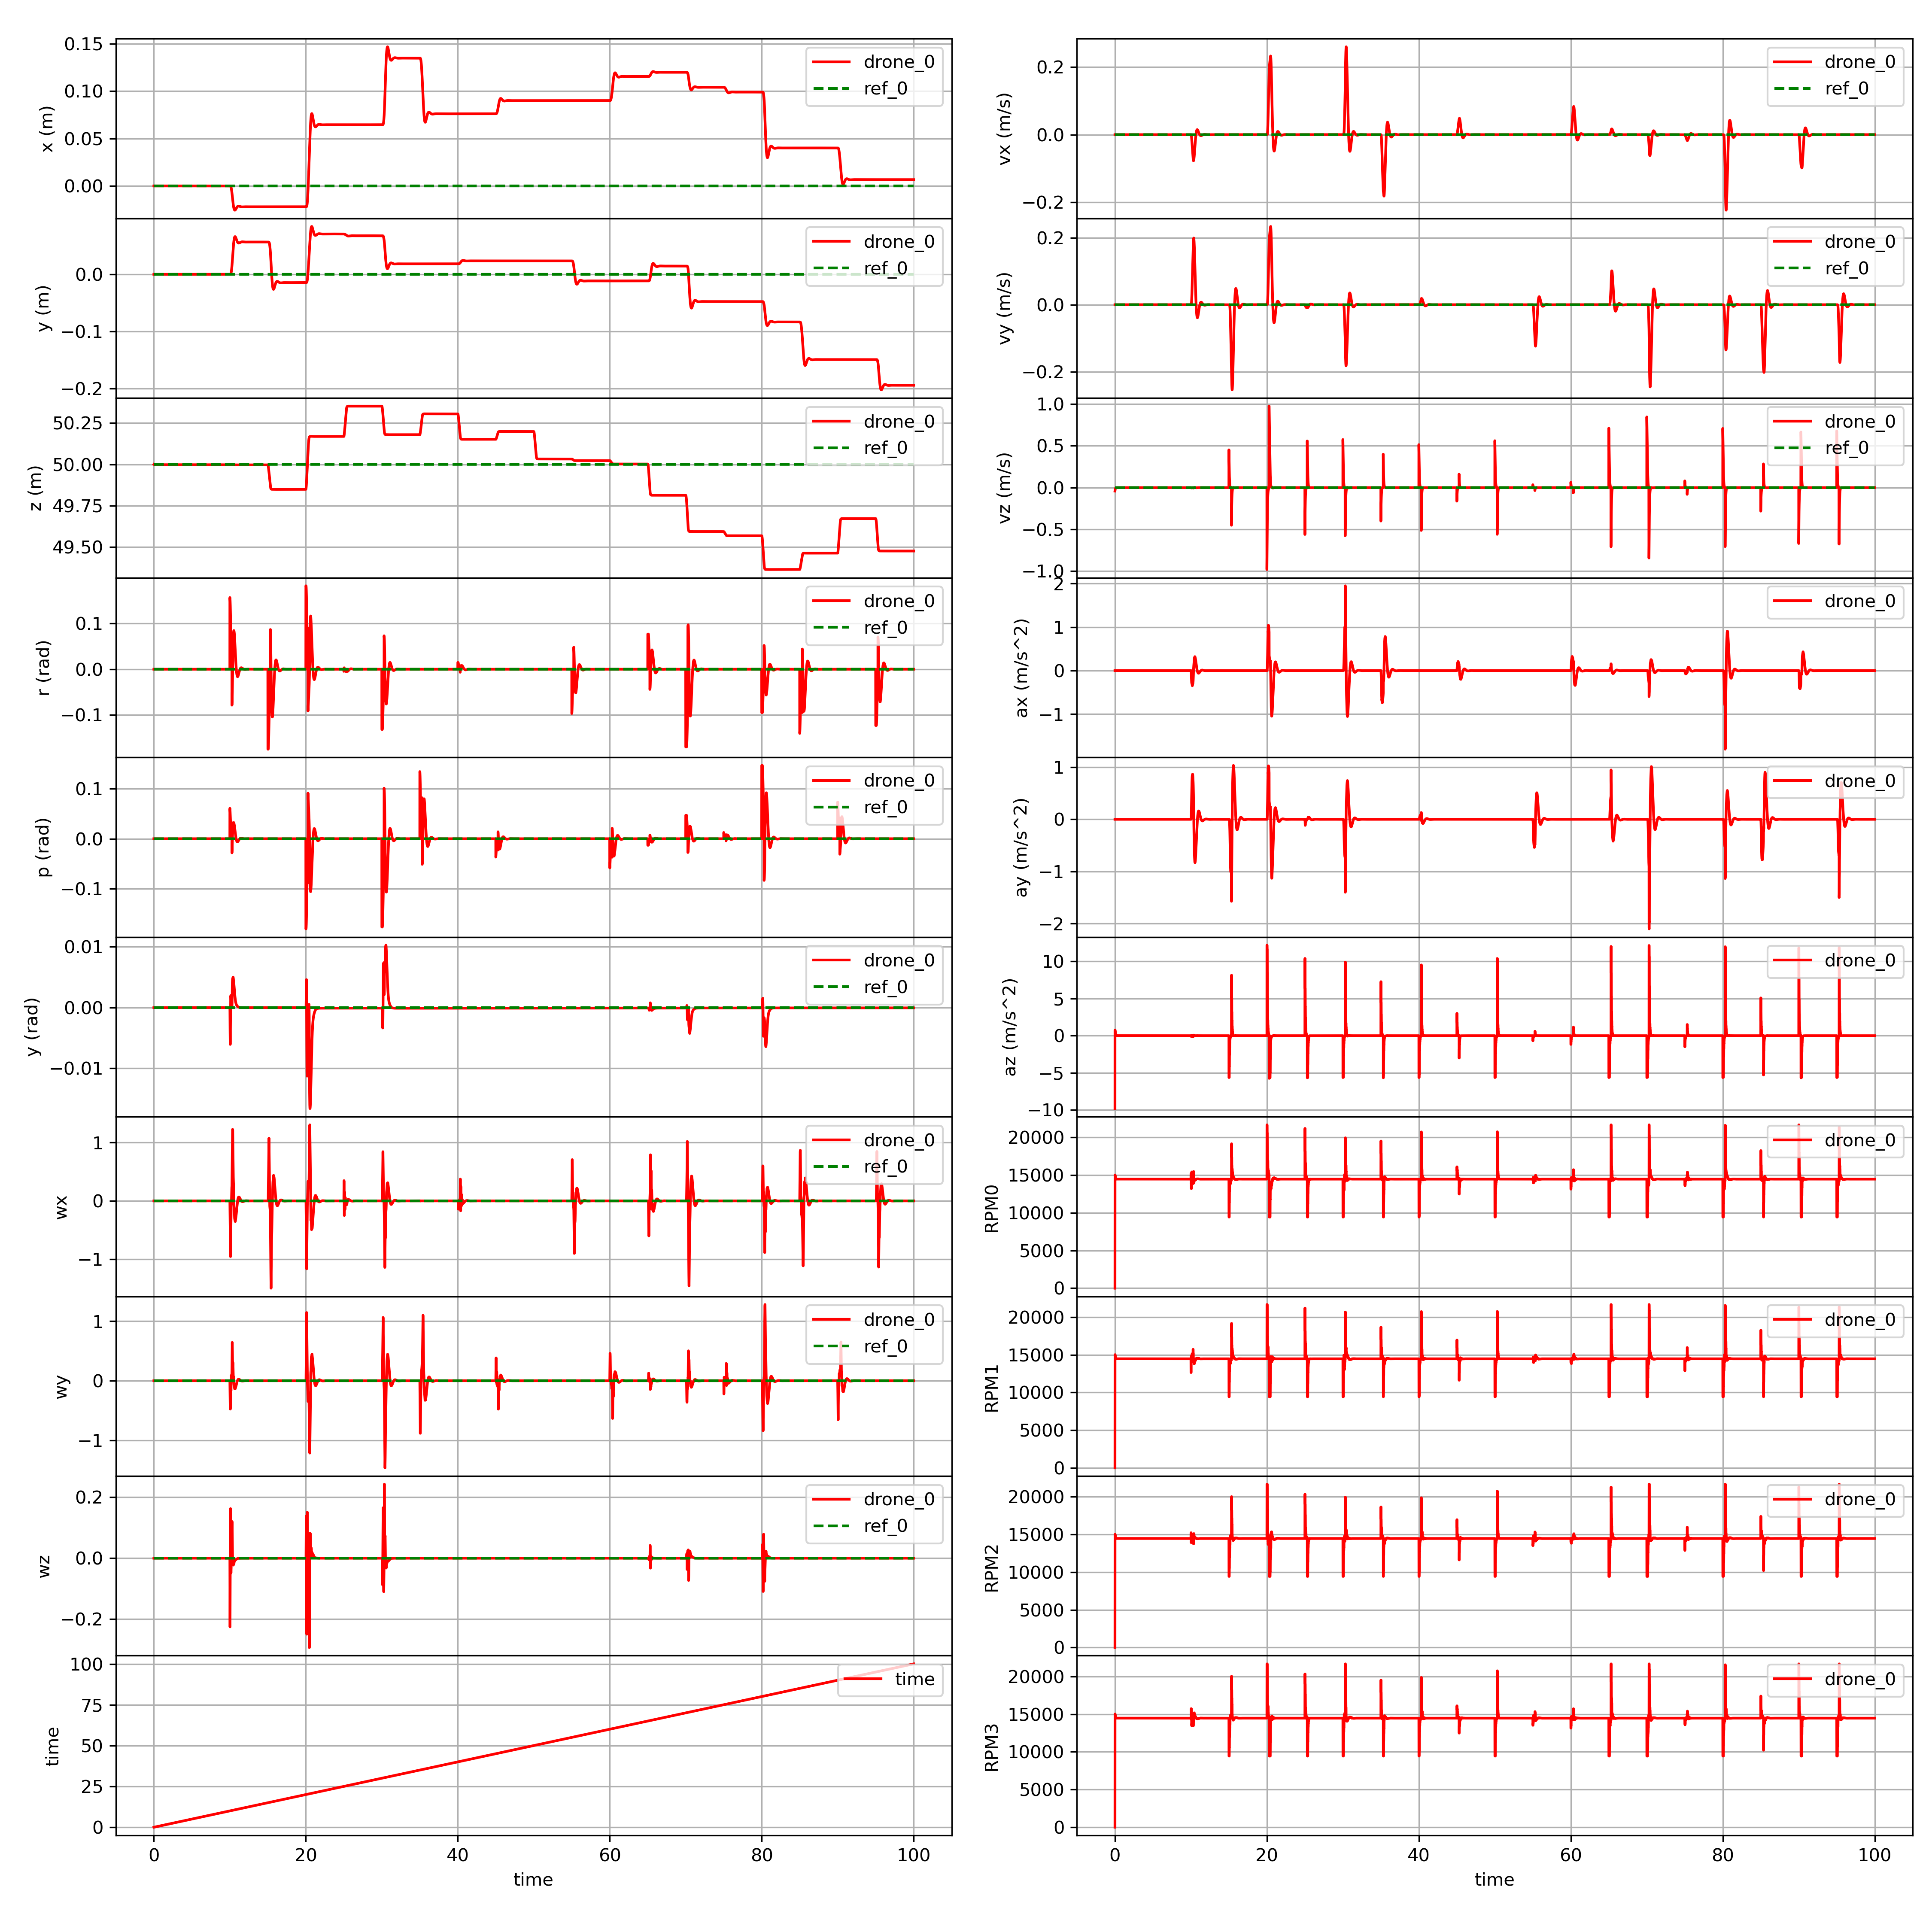 x (m)
0.15
0.10
0.05
0.00
drone_0
ref_0
y (m)
0.0
−0.1
−0.2
drone_0
ref_0
z (m)
50.25
50.00
49.75
49.50
drone_0
ref_0
r (rad)
0.1
0.0
−0.1
drone_0
ref_0
p (rad)
0.1
0.0
−0.1
drone_0
ref_0
y (rad)
0.01
0.00
−0.01
drone_0
ref_0
wx
1
0
−1
drone_0
ref_0
wy
1
0
−1
drone_0
ref_0
wz
0.2
0.0
−0.2
drone_0
ref_0
time
100
75
50
25
0
time
0 20 40 60 80 100
time
vx (m/s)
0.2
0.0
−0.2
drone_0
ref_0
vy (m/s)
0.2
0.0
−0.2
drone_0
ref_0
vz (m/s)
1.0
0.5
0.0
−0.5
−1.0
drone_0
ref_0
ax (m/s^2)
2
1
0
−1
drone_0
ay (m/s^2)
1
0
−1
−2
drone_0
az (m/s^2)
10
5
0
−5
−10
drone_0
RPM0
20000
15000
10000
5000
0
drone_0
RPM1
20000
15000
10000
5000
0
drone_0
RPM2
20000
15000
10000
5000
0
drone_0
RPM3
20000
15000
10000
5000
0
drone_0
0 20 40 60 80 100
time